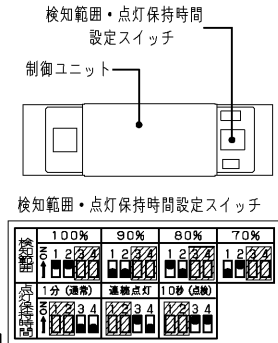 検知範囲・点灯保持時間
設定スイッチ
制御ユニット
検知範囲・点灯保持時間設定スイッチ
検知範囲 100% 90% 80% 70%
ON 1 2 3 4 1 2 3 4 1 2 3 4 1 2 3 4
点灯保持時間 1分(通常) 連続点灯 10秒(点検)
ON 1 2 3 4 1 2 3 4 1 2 3 4